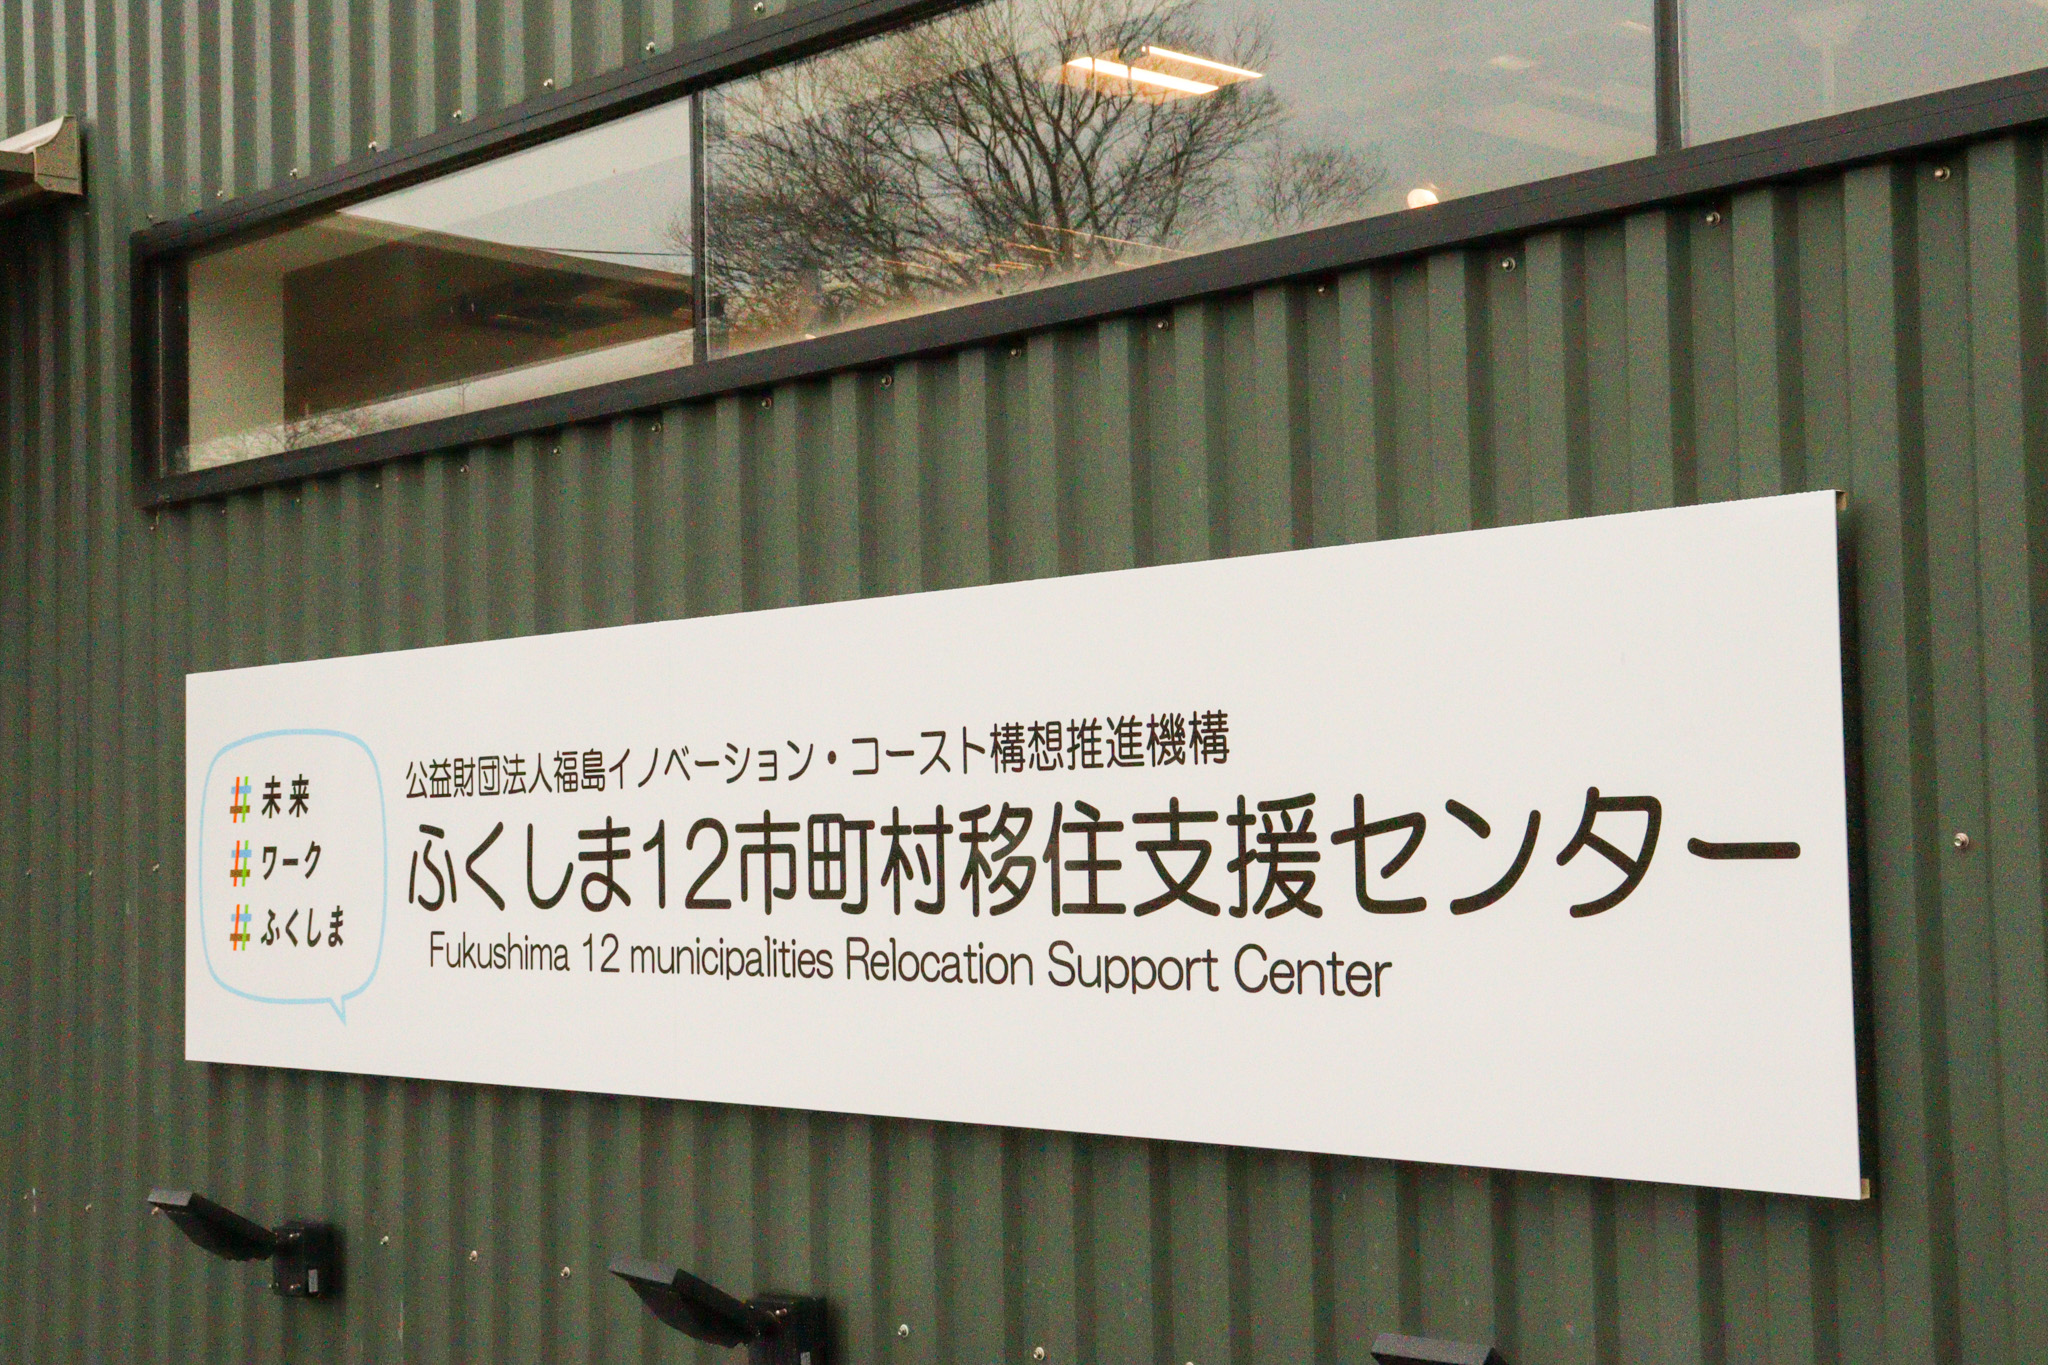 #未来
#ワーク
#ふくしま
公益財団法人福島イノベーション・コースト構想推進機構
ふくしま12市町村移住支援センター
Fukushima 12 municipalities Relocation Support Center